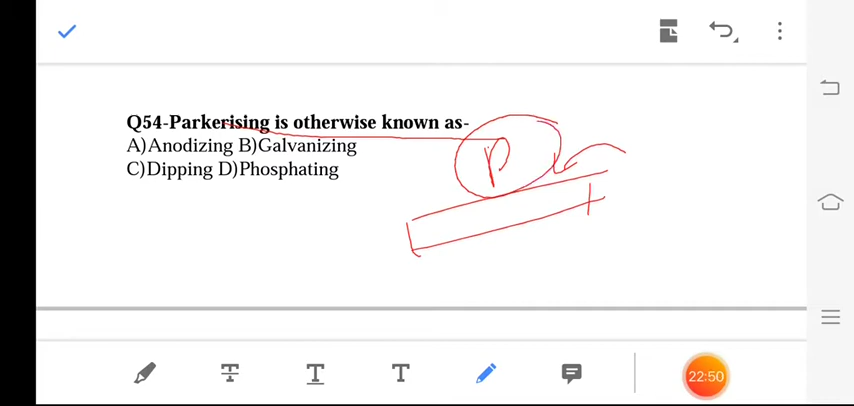 Q54-Parkerising is otherwise known as-
A)Anodizing B)Galvanizing
C)Dipping D)Phosphating
P
T T T
22:50